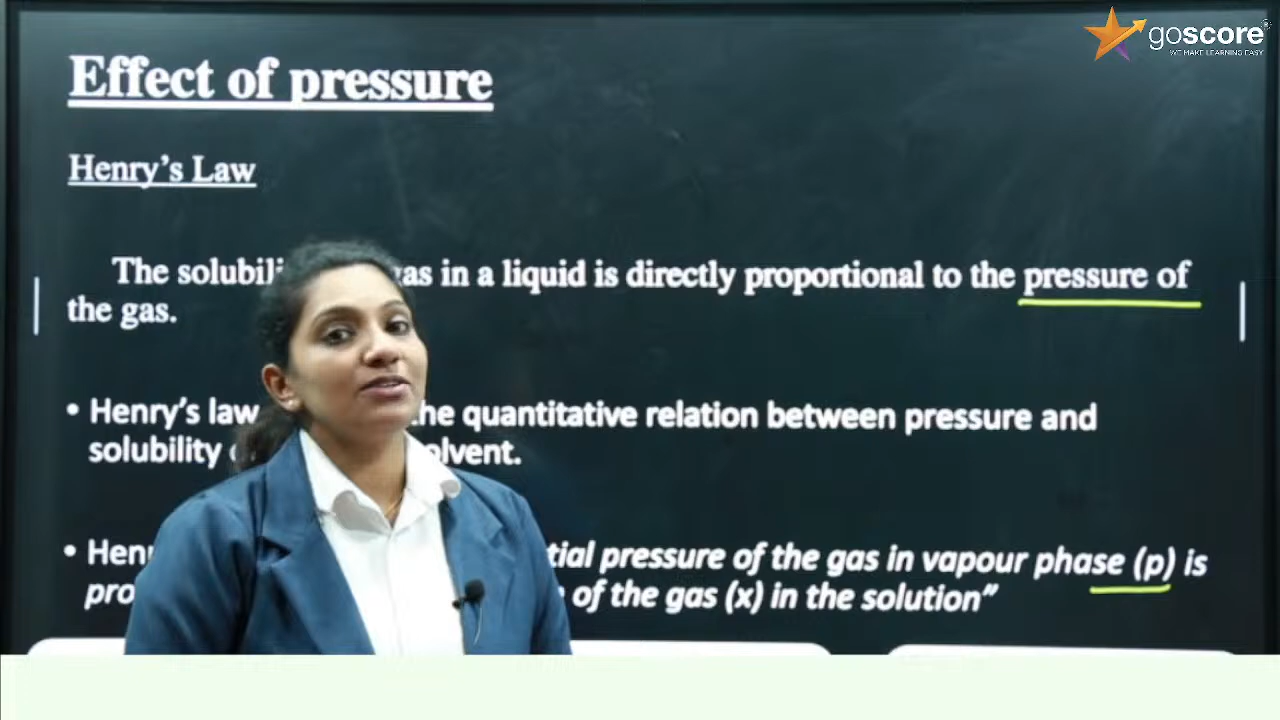 goscore
WE MAKE LEARNING EASY
Effect of pressure
Henry's Law
The solubili as in a liquid is directly proportional to the pressure of
the gas.
• Henry's law the quantitative relation between pressure and
solubility olvent.
• Hen tial pressure of the gas in vapour phase (p) is
pro of the gas (x) in the solution”